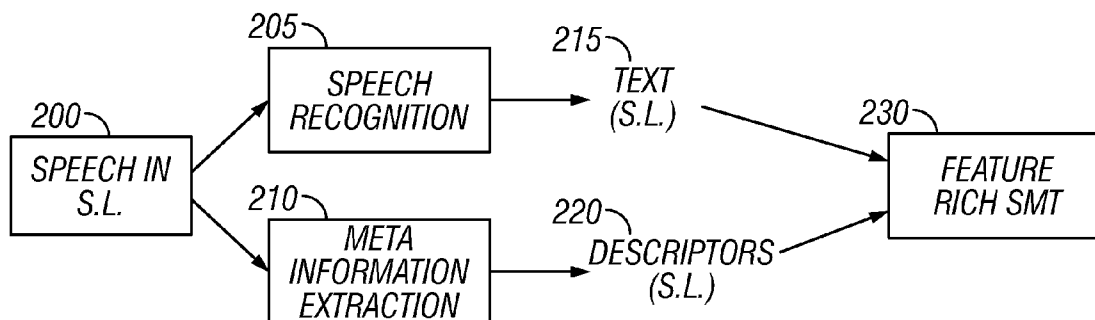 200
SPEECH IN
S.L.
205
SPEECH
RECOGNITION
210
META
INFORMATION
EXTRACTION
215
TEXT
(S.L.)
220
DESCRIPTORS
(S.L.)
230
FEATURE
RICH SMT